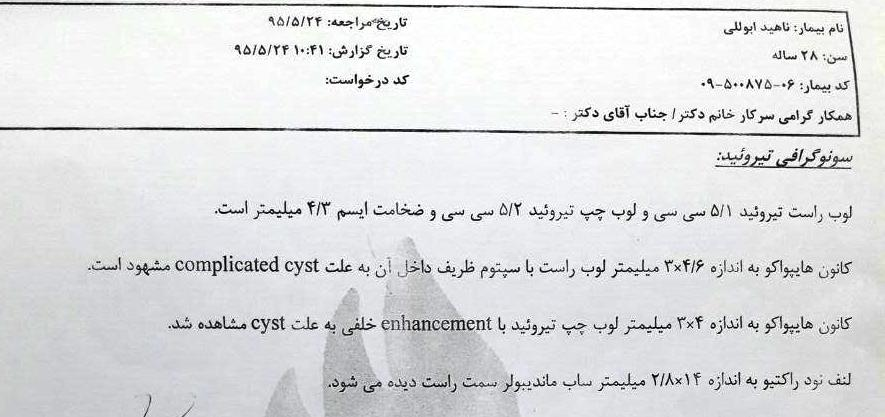 نام بیمار: ناهید ابوللی
تاریخ مراجعه: ۹۵/۵/۲۴
سن: ۲۸ ساله
تاریخ گزارش: ۱۰:۴۱ ۹۵/۵/۲۴
کد بیمار: ۰۹-۵۰۰۸۷۵-۰۶
کد درخواست:
همکار گرامی سرکار خانم دکتر/ جناب آقای دکتر : -
سونوگرافی تیروئید:
لوب راست تیروئید ۵/۱ سی سی و لوب چپ تیروئید ۵/۲ سی سی و ضخامت ایسم ۴/۳ میلیمتر است.
کانون هایپواکو به اندازه ۳×۴/۶ میلیمتر لوب راست با سپتوم ظریف داخل آن به علت complicated cyst مشهود است.
کانون هایپواکو به اندازه ۳×۴ میلیمتر لوب چپ تیروئید با enhancement خلفی به علت cyst مشاهده شد.
لنف نود راکتیو به اندازه ۲/۸×۱۴ میلیمتر ساب ماندیبولر سمت راست دیده می شود.